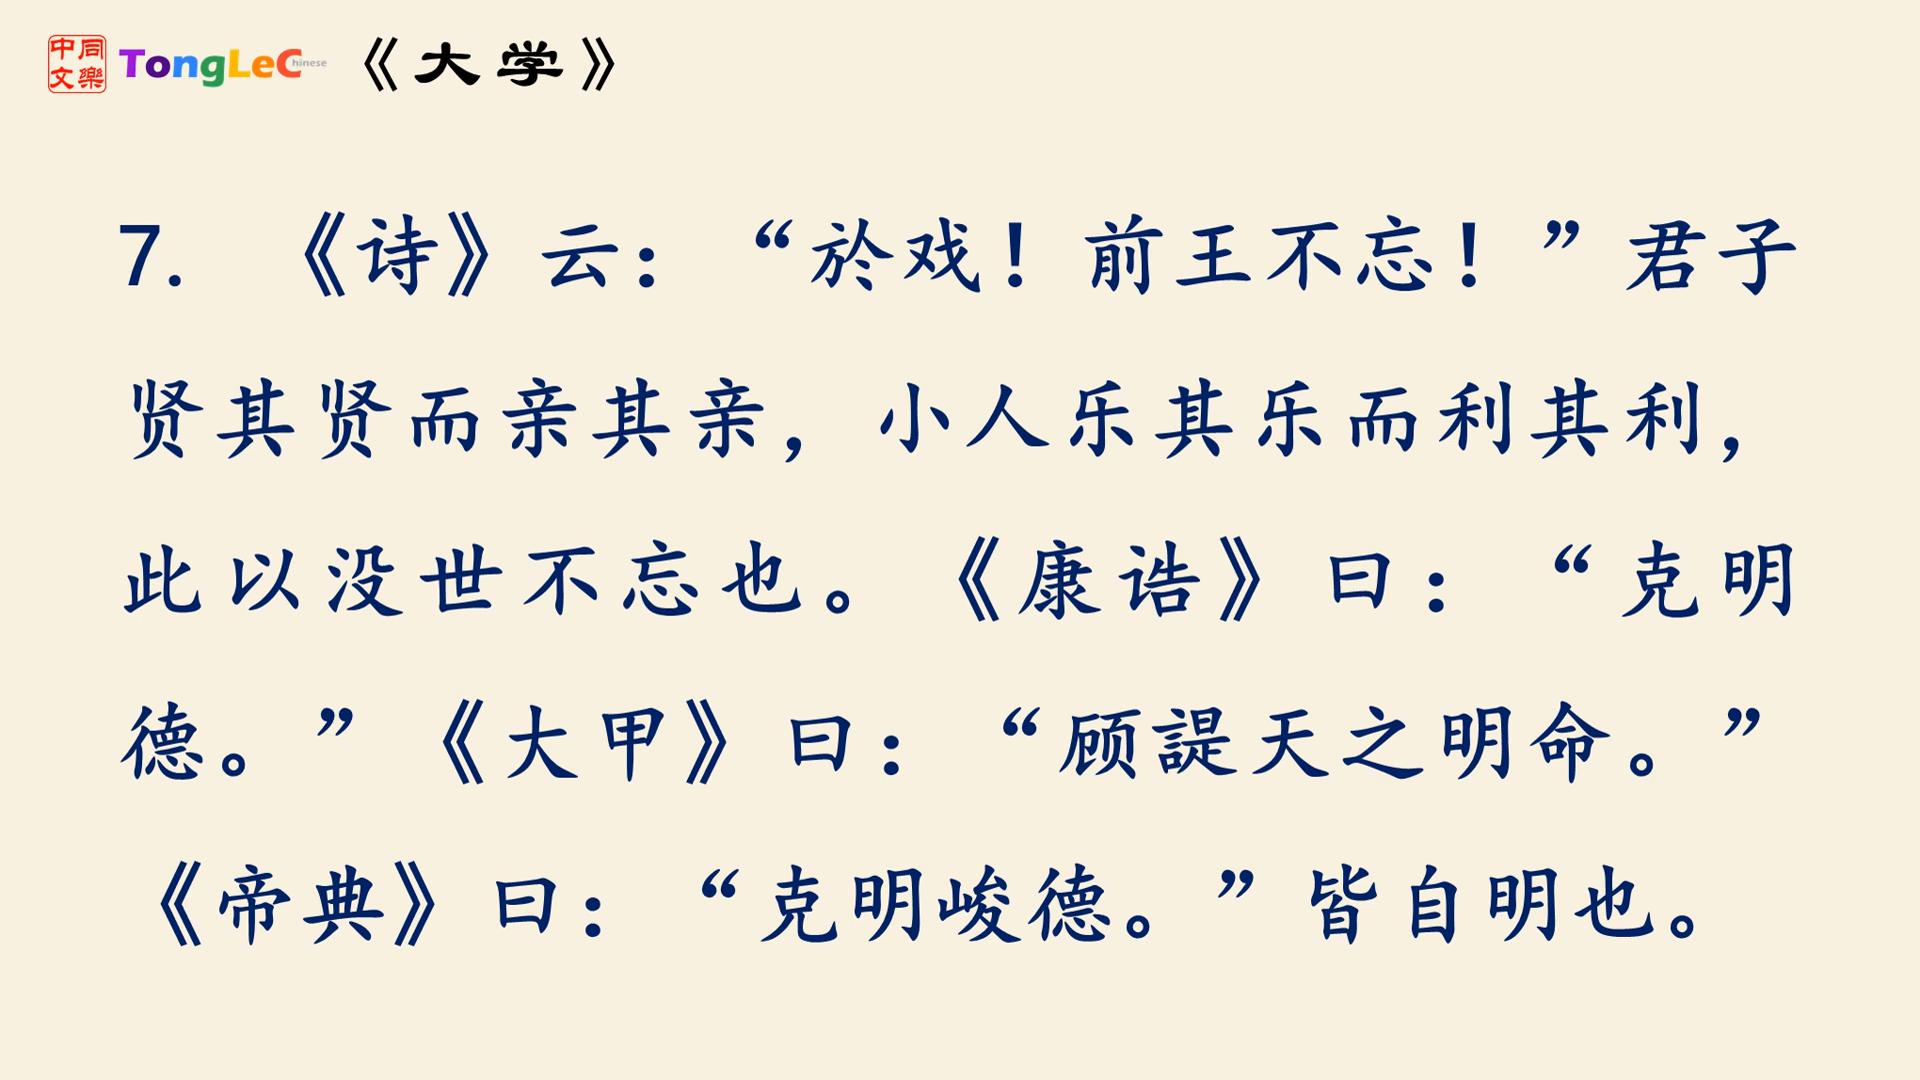 同樂中文 TongLeChinese 《大学》
7. 《诗》云：“於戏！前王不忘！”君子
贤其贤而亲其亲，小人乐其乐而利其利，
此以没世不忘也。《康诰》曰：“克明
德。”《大甲》曰：“顾諟天之明命。”
《帝典》曰：“克明峻德。”皆自明也。